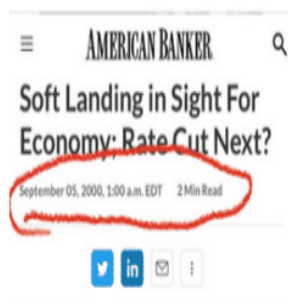 AMERICAN BANKER
Soft Landing in Sight For
Economy; Rate Cut Next?
September 05, 2000, 1:00 a.m. EDT 2 Min Read
in